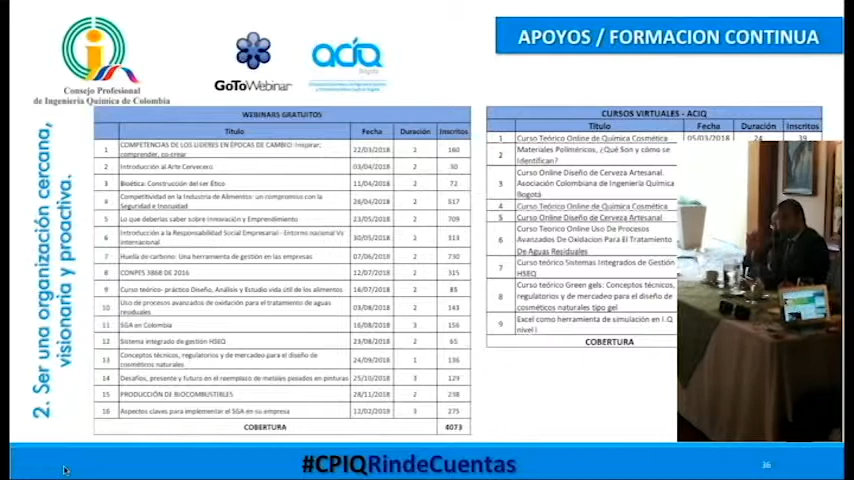 Consejo Profesional
de Ingeniería Química de Colombia
GoToWebinar
aciq
Bogotá
APOYOS / FORMACION CONTINUA
2. Ser una organización cercana,
visionaria y proactiva.
WEBINARS GRATUITOS
Título Fecha Duración Inscritos
1 COMPETENCIAS DE LOS LIDERES EN ÉPOCAS DE CAMBIO: Inspirar,
comprender, co-crear 22/03/2018 2 160
2 Introducción al Arte Cervecero 03/04/2018 2 30
3 Bioética: Construcción del ser Ético 11/04/2018 2 72
4 Competitividad en la Industria de Alimentos: un compromiso con la
Seguridad e Inocuidad 26/04/2018 2 517
5 Lo que deberías saber sobre Innovación y Emprendimiento 23/05/2018 2 709
6 Introducción a la Responsabilidad Social Empresarial - Entorno nacional Vs
internacional 30/05/2018 2 313
7 Huella de carbono: Una herramienta de gestión en las empresas 07/06/2018 2 730
8 CONPES 3868 DE 2016 12/07/2018 2 315
9 Curso teórico- práctico Diseño, Análisis y Estudio vida útil de los alimentos 16/07/2018 2 85
10 Uso de procesos avanzados de oxidación para el tratamiento de aguas
residuales 03/08/2018 2 143
11 SGA en Colombia 16/08/2018 3 156
12 Sistema integrado de gestión HSEQ 23/08/2018 2 65
13 Conceptos técnicos, regulatorios y de mercadeo para el diseño de
cosméticos naturales 24/09/2018 1 136
14 Desafíos, presente y futuro en el reemplazo de metales pesados en pinturas 25/10/2018 3 129
15 PRODUCCIÓN DE BIOCOMBUSTIBLES 28/11/2018 2 238
16 Aspectos claves para implementar el SGA en su empresa 12/02/2018 3 275
COBERTURA 4073
CURSOS VIRTUALES - ACIQ
Título Fecha Duración Inscritos
1 Curso Teórico Online de Química Cosmética 05/03/2018 24 39
2 Materiales Poliméricos, ¿Qué Son y cómo se
Identifican?
3 Curso Online Diseño de Cerveza Artesanal.
Asociación Colombiana de Ingeniería Química
Bogotá
4 Curso Teórico Online de Química Cosmética
5 Curso Online Diseño de Cerveza Artesanal
6 Curso Teórico Online Uso De Procesos
Avanzados De Oxidacion Para El Tratamiento
De Aguas Residuales
7 Curso teórico Sistemas Integrados de Gestión
HSEQ
8 Curso teórico Green gels: Conceptos técnicos,
regulatorios y de mercadeo para el diseño de
cosméticos naturales tipo gel
9 Excel como herramienta de simulación en I.Q
nivel I
COBERTURA
#CPIQRindeCuentas
36